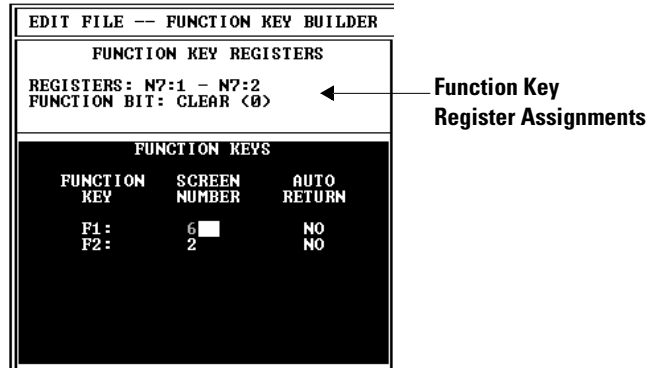 EDIT FILE -- FUNCTION KEY BUILDER
FUNCTION KEY REGISTERS
REGISTERS: N7:1 - N7:2
FUNCTION BIT: CLEAR (0)
Function Key
Register Assignments
FUNCTION KEYS
FUNCTION SCREEN AUTO
KEY NUMBER RETURN
F1: 6 NO
F2: 2 NO